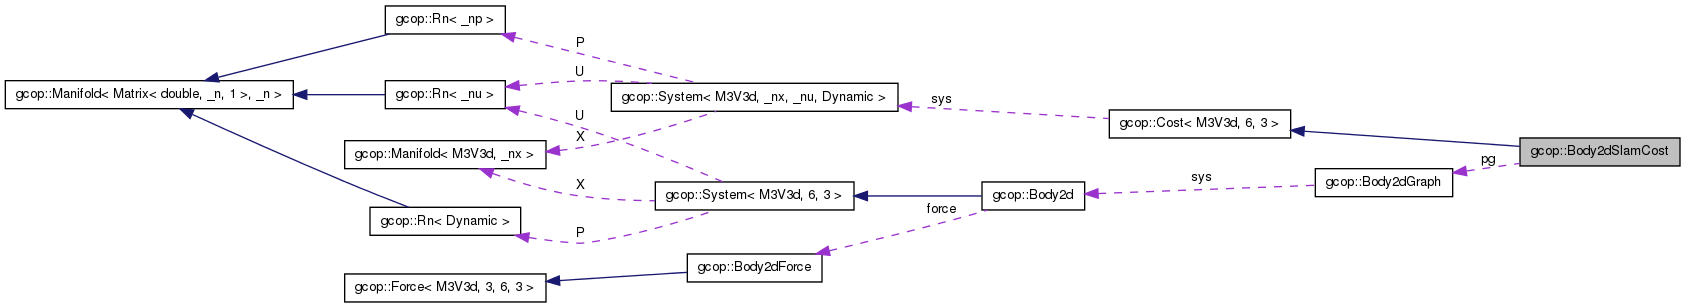 gcop::Rn< _np >
P
U
gcop::Manifold< Matrix< double, _n, 1 >, _n >
gcop::Rn< _nu >
gcop::System< M3V3d, _nx, _nu, Dynamic >
sys
U
gcop::Cost< M3V3d, 6, 3 >
X
gcop::Manifold< M3V3d, _nx >
gcop::Body2dSlamCost
pg
X
gcop::System< M3V3d, 6, 3 >
gcop::Body2d
sys
gcop::Body2dGraph
gcop::Rn< Dynamic >
P
force
gcop::Body2dForce
gcop::Force< M3V3d, 3, 6, 3 >